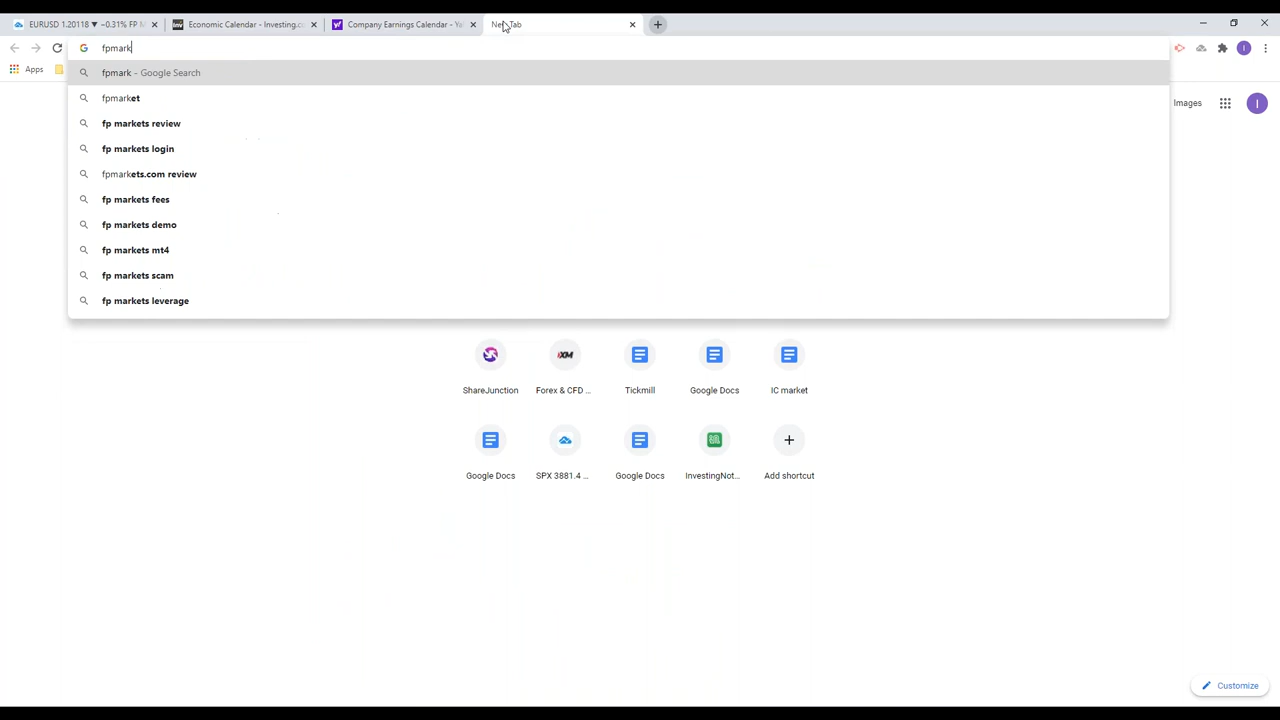 EURUSD 1.20118 ▼ −0.31% FP M
Economic Calendar - Investing.co
Company Earnings Calendar - Ya
New Tab
fpmark
Apps
fpmark - Google Search
fpmarket
fp markets review
fp markets login
fpmarkets.com review
fp markets fees
fp markets demo
fp markets mt4
fp markets scam
fp markets leverage
Images
I
I
ShareJunction
Forex & CFD ...
Tickmill
Google Docs
IC market
Google Docs
SPX 3881.4 ...
Google Docs
InvestingNot...
Add shortcut
Customize